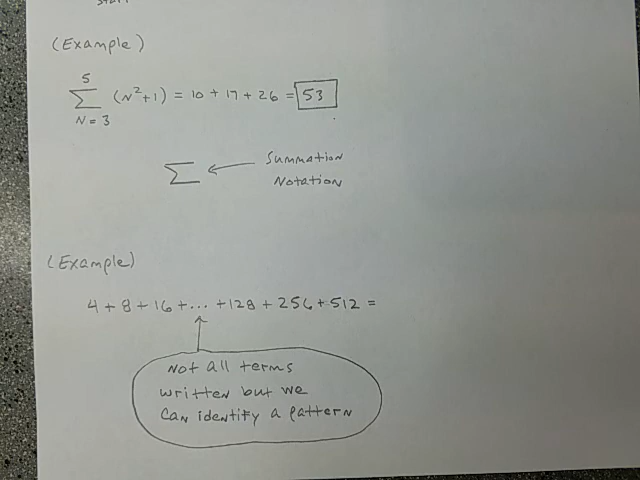 start
(Example)
5
∑ (N²+1) = 10 + 17 + 26 = 53
N = 3
∑ ← Summation
Notation
(Example)
4 + 8 + 16 + ... + 128 + 256 + 512 =
Not all terms
written but we
can identify a pattern